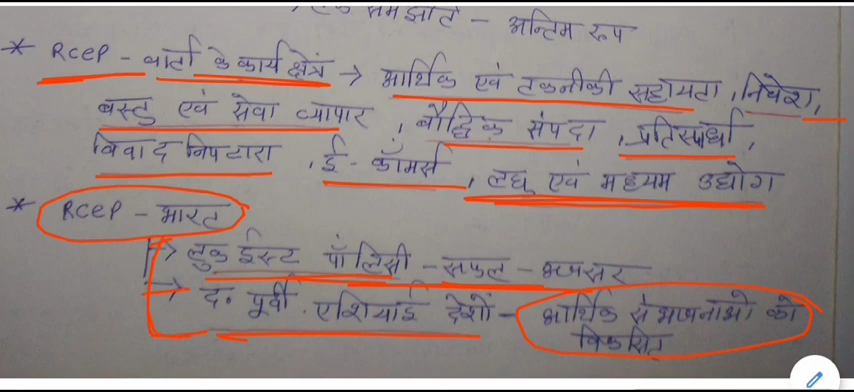 समझौते - अन्तिम रूप
* RCEP - वार्ता के कार्य क्षेत्र → आर्थिक एवं तकनीकी सहायता, निवेश,
वस्तु एवं सेवा व्यापार, बौद्धिक संपदा, प्रतिस्पर्धा,
विवाद निपटारा, ई-कॉमर्स, लघु एवं मध्यम उद्योग
* RCEP - भारत
→ लुक ईस्ट पॉलिसी - सफल - अवसर
→ द. पूर्वी एशियाई देशों - आर्थिक संभावनाओं को
विकसित